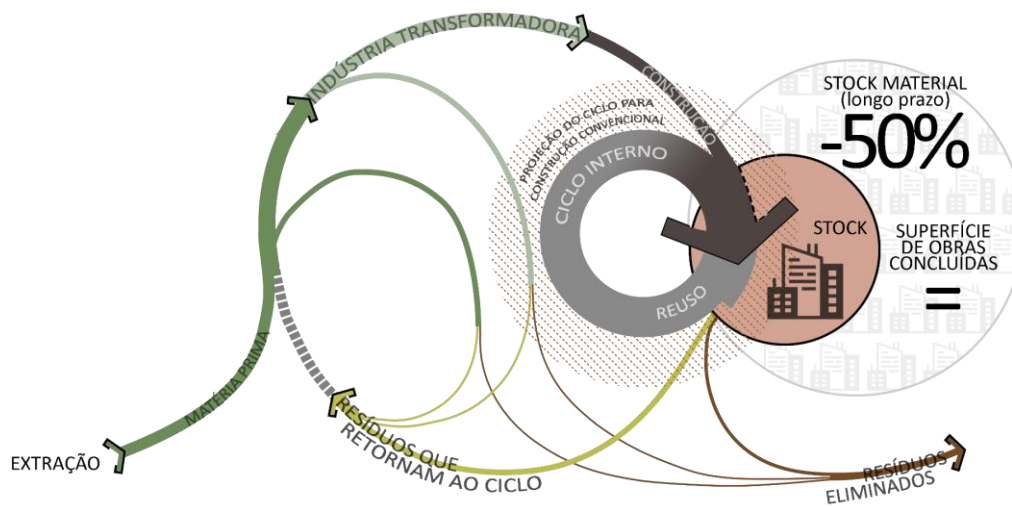 INDÚSTRIA TRANSFORMADORA
CONSTRUÇÃO
STOCK MATERIAL
(longo prazo)
-50%
PROJEÇÃO DO CICLO PARA
CONSTRUÇÃO CONVENCIONAL
CICLO INTERNO
STOCK
SUPERFÍCIE
DE OBRAS
CONCLUÍDAS
=
REUSO
MATÉRIA PRIMA
EXTRAÇÃO
RESÍDUOS QUE
RETORNAM AO CICLO
RESÍDUOS
ELIMINADOS